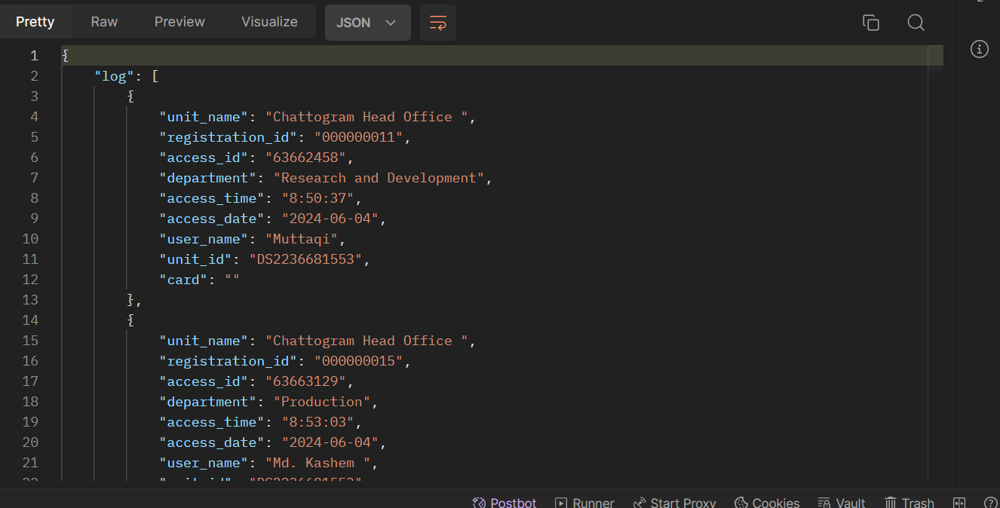 Pretty Raw Preview Visualize JSON
1 {
2 "log": [
3 {
4 "unit_name": "Chattogram Head Office ",
5 "registration_id": "000000011",
6 "access_id": "63662458",
7 "department": "Research and Development",
8 "access_time": "8:50:37",
9 "access_date": "2024-06-04",
10 "user_name": "Muttaqi",
11 "unit_id": "DS2236681553",
12 "card": ""
13 },
14 {
15 "unit_name": "Chattogram Head Office ",
16 "registration_id": "000000015",
17 "access_id": "63663129",
18 "department": "Production",
19 "access_time": "8:53:03",
20 "access_date": "2024-06-04",
21 "user_name": "Md. Kashem ",
Postbot Runner Start Proxy Cookies Vault Trash